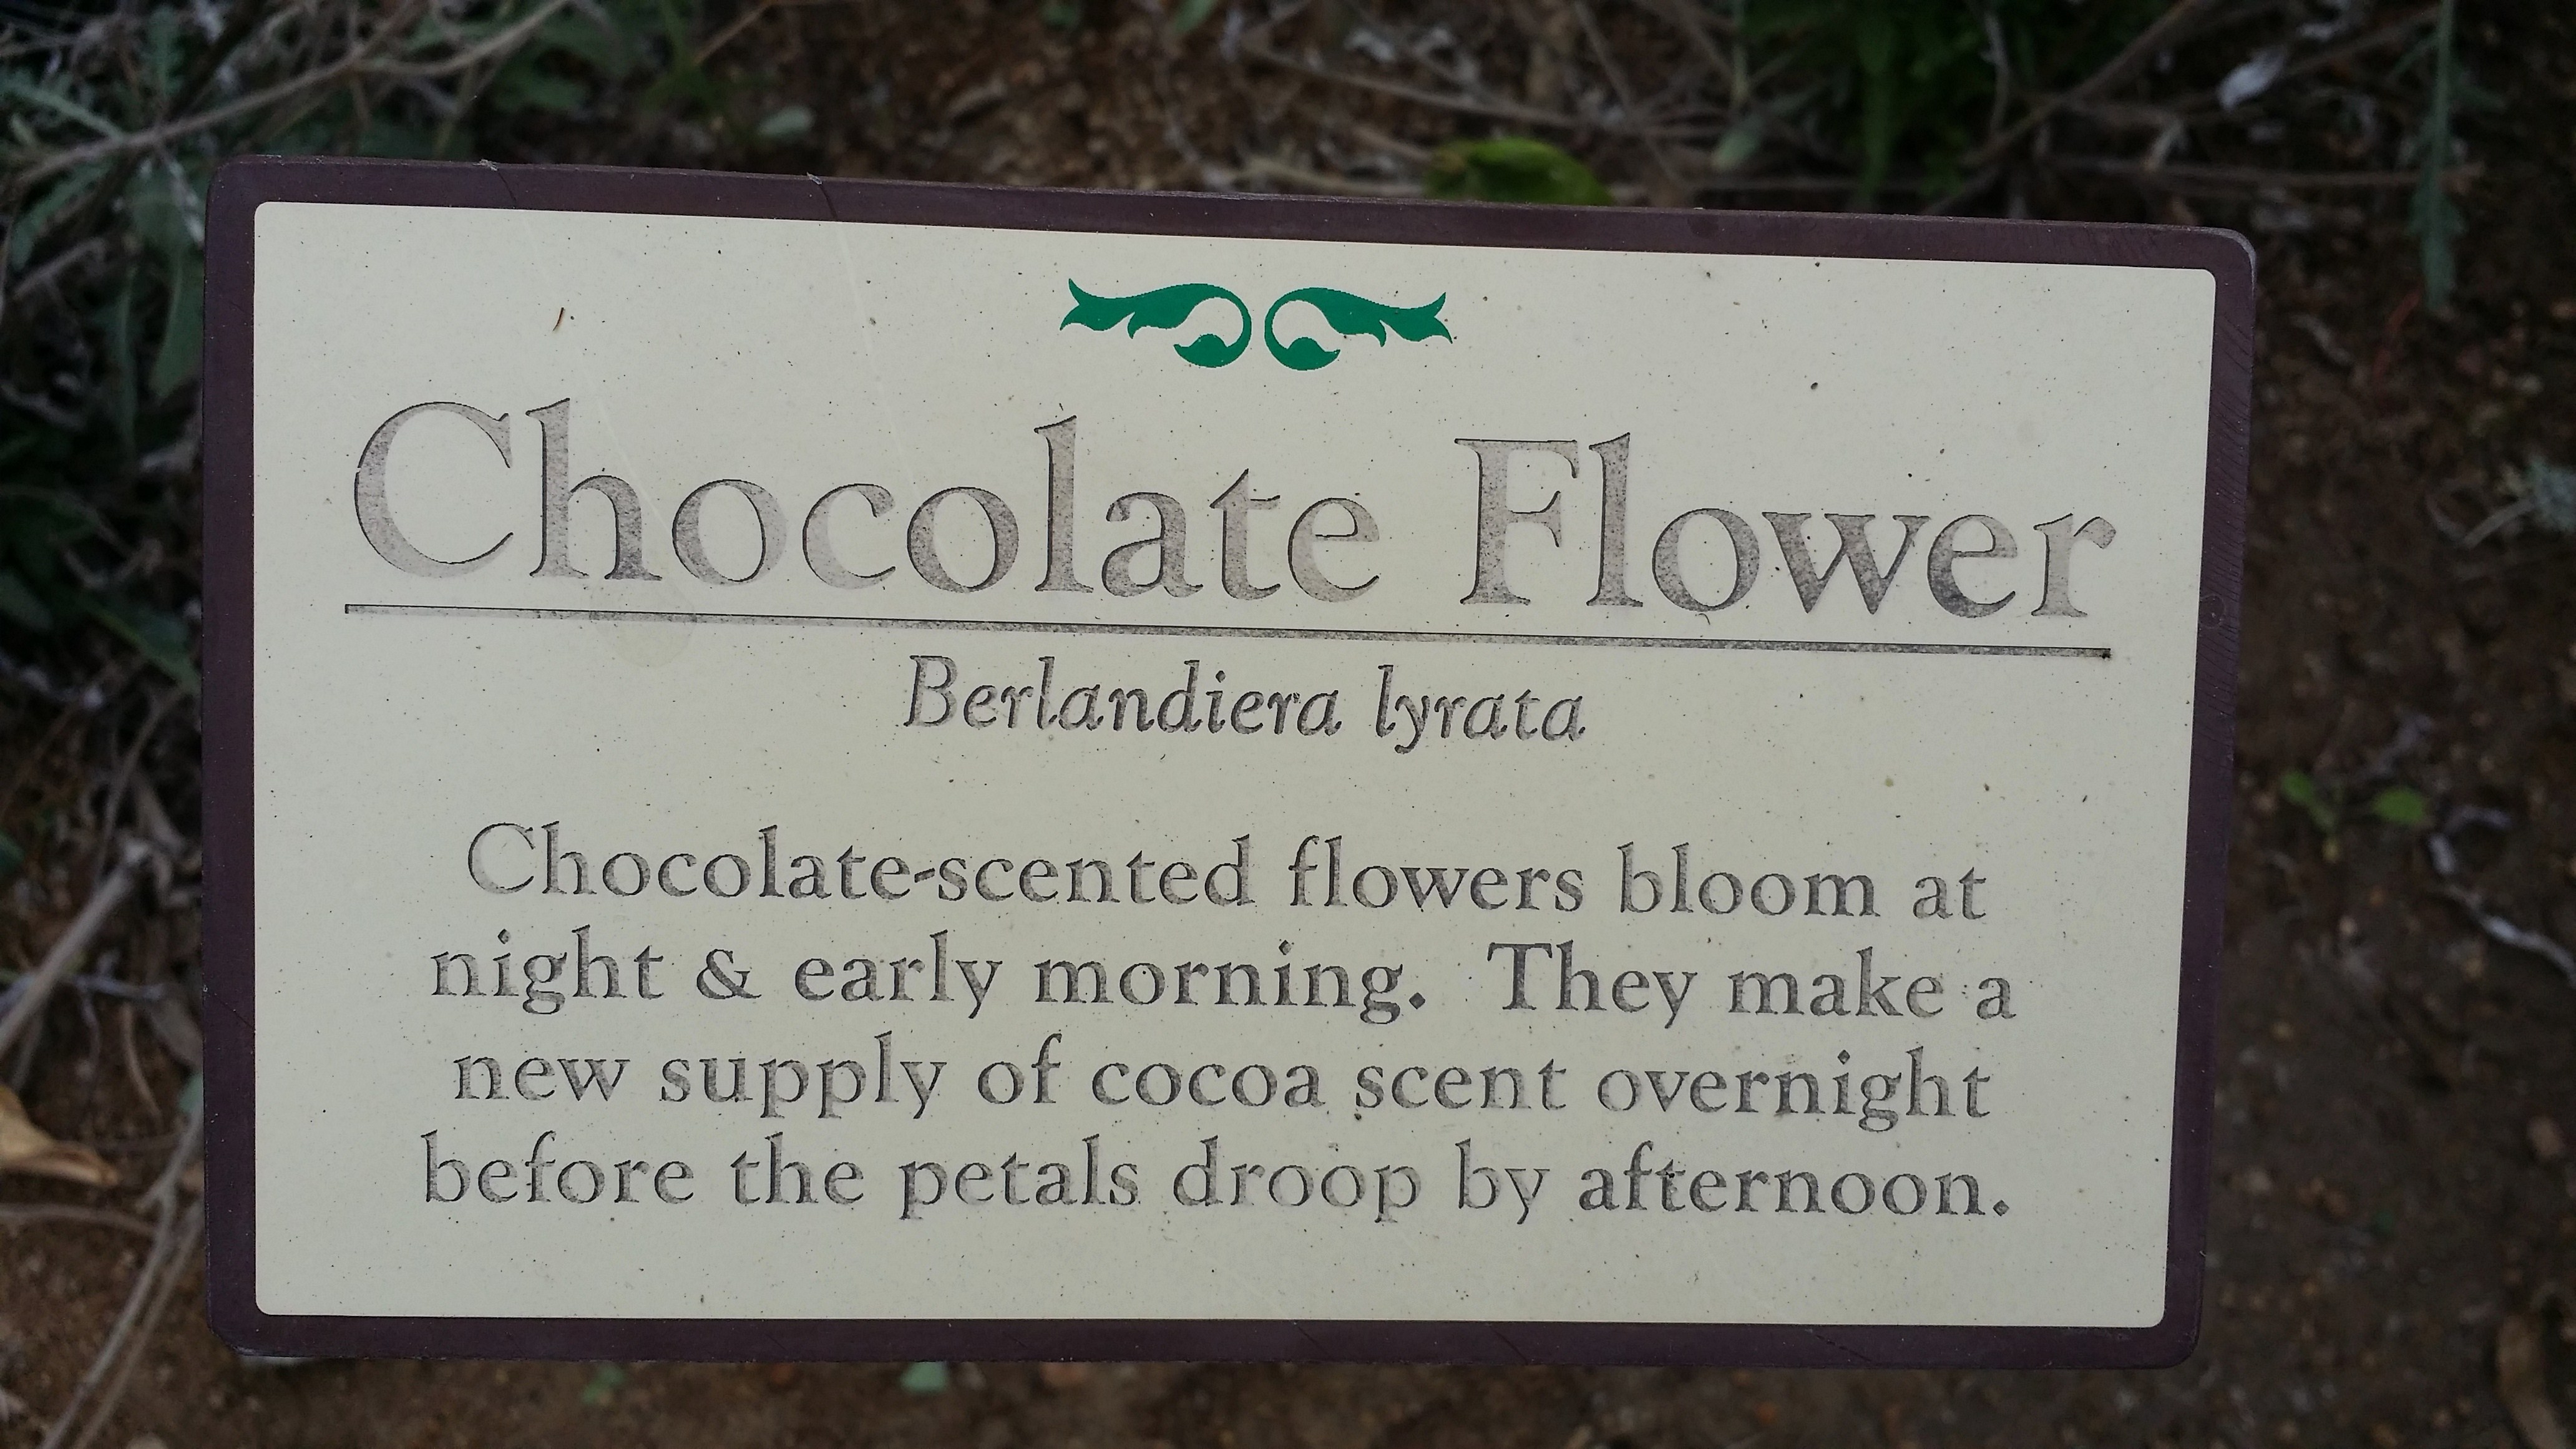 Chocolate Flower
Berlandiera lyrata
Chocolate-scented flowers bloom at
night & early morning. They make a
new supply of cocoa scent overnight
before the petals droop by afternoon.